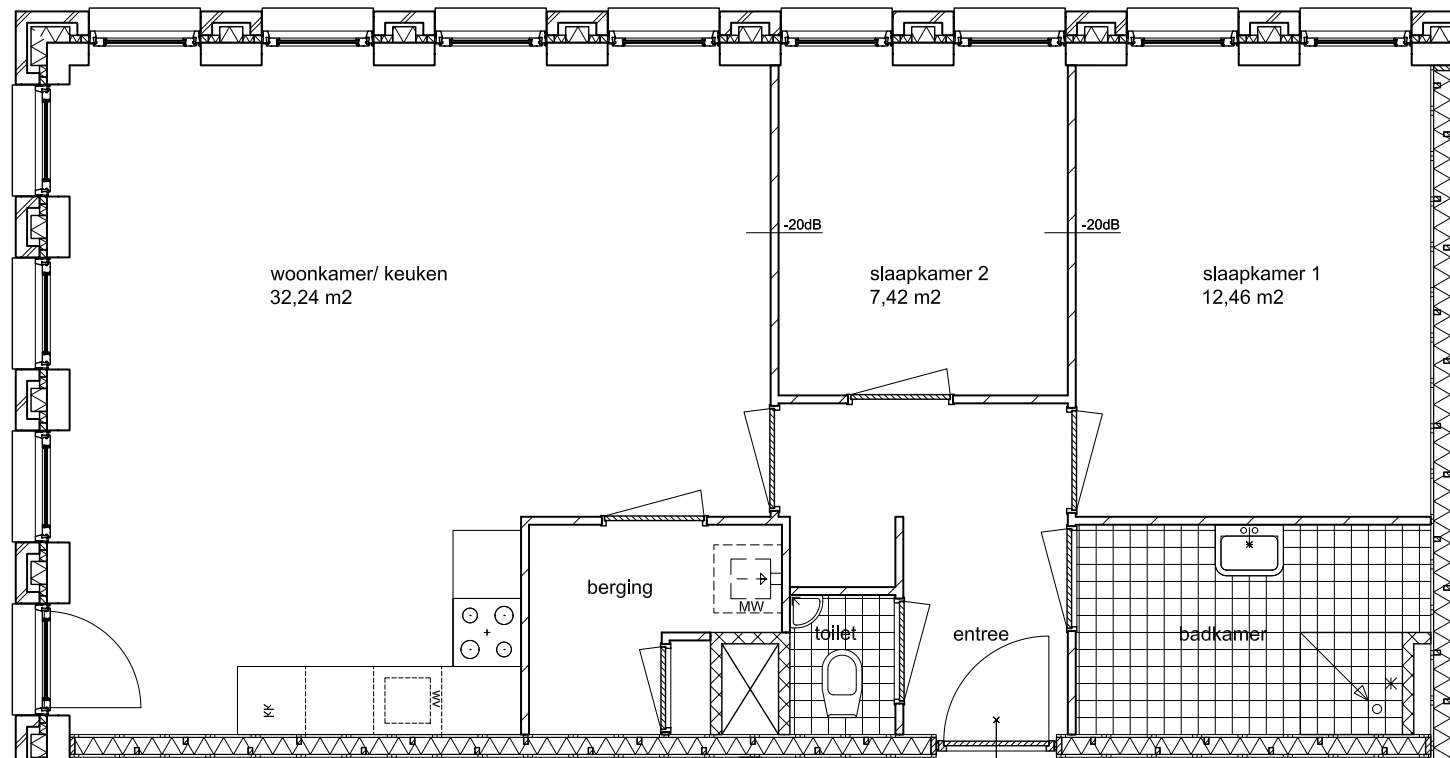 -20dB
-20dB
woonkamer/ keuken
32,24 m2
slaapkamer 2
7,42 m2
slaapkamer 1
12,46 m2
berging
MW
toilet
entree
badkamer
KK
WV